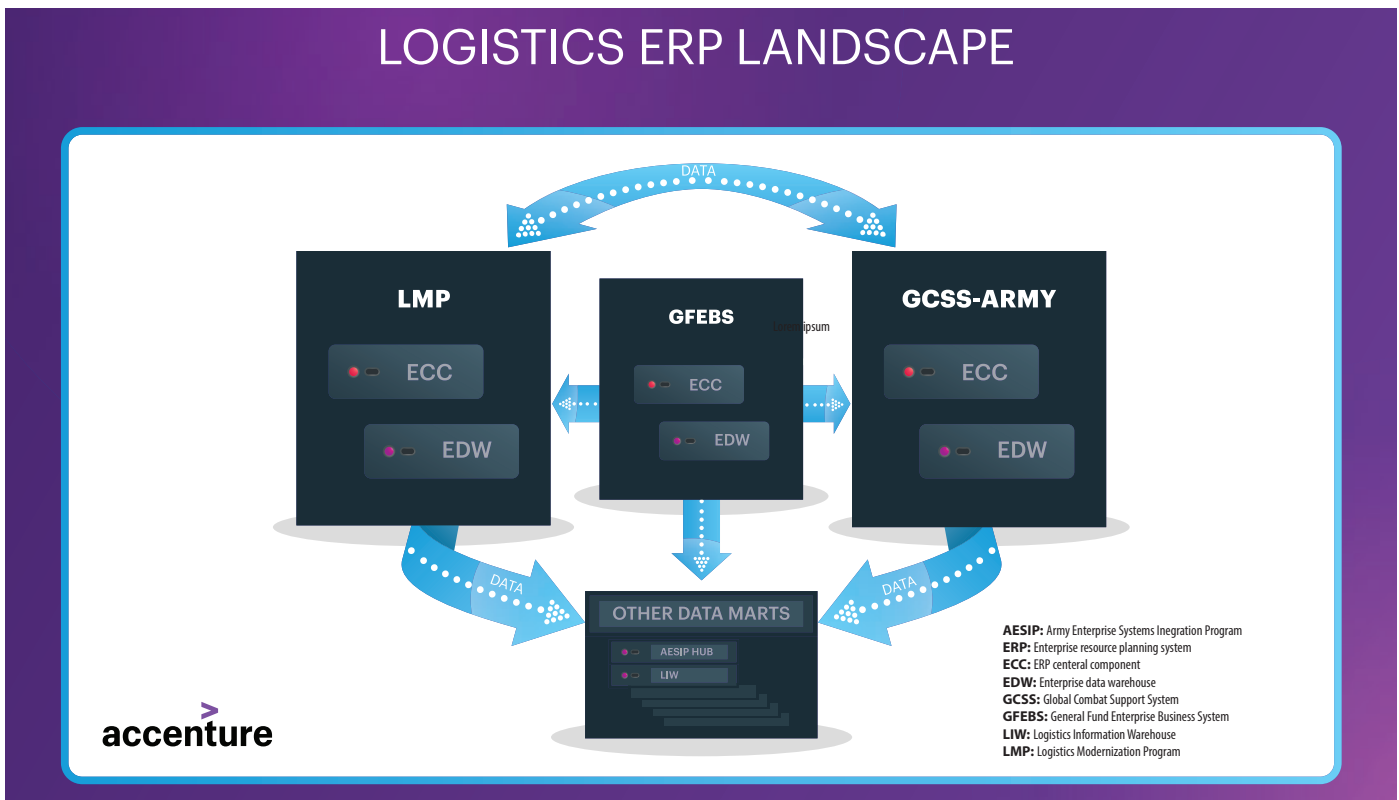 LOGISTICS ERP LANDSCAPE
DATA
LMP
ECC
EDW
GFEBS
Lorem ipsum
ECC
EDW
GCSS-ARMY
ECC
EDW
DATA
DATA
OTHER DATA MARTS
AESIP HUB
LIW
AESIP: Army Enterprise Systems Inegration Program
ERP: Enterprise resource planning system
ECC: ERP centeral component
EDW: Enterprise data warehouse
GCSS: Global Combat Support System
GFEBS: General Fund Enterprise Business System
LIW: Logistics Information Warehouse
LMP: Logistics Modernization Program
>
accenture